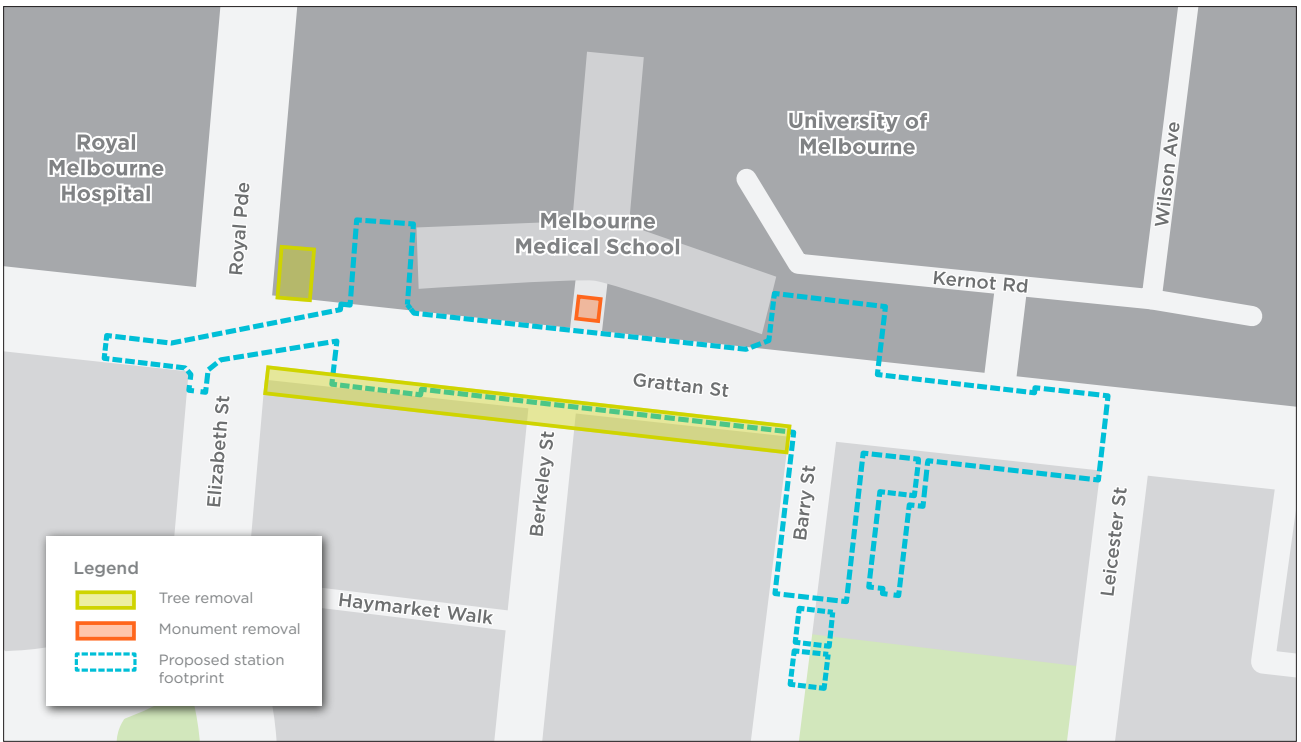 Royal
Melbourne
Hospital
University of
Melbourne
Wilson Ave
Royal Pde
Melbourne
Medical School
Kernot Rd
Grattan St
Elizabeth St
Berkeley St
Barry St
Leicester St
Haymarket Walk
Legend
Tree removal
Monument removal
Proposed station
footprint